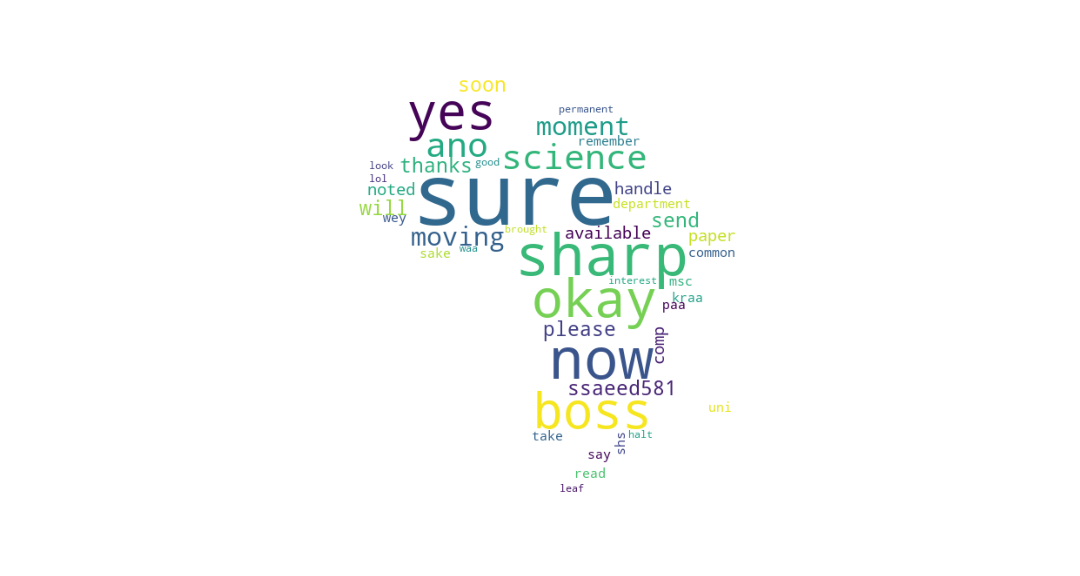 soon
permanent
yes
moment
remember
ano
science
look
thanks
good
lol
sure
handle
noted
department
will
wey
send
brought
available
paper
moving
waa
sharp
common
sake
interest
msc
okay
kraa
paa
please
comp
now
ssaeed581
boss
uni
take
halt
shs
say
read
leaf